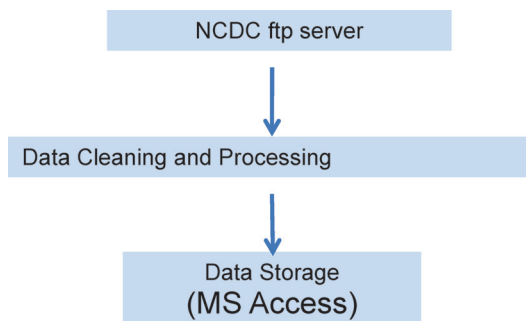 NCDC ftp server
Data Cleaning and Processing
Data Storage
(MS Access)